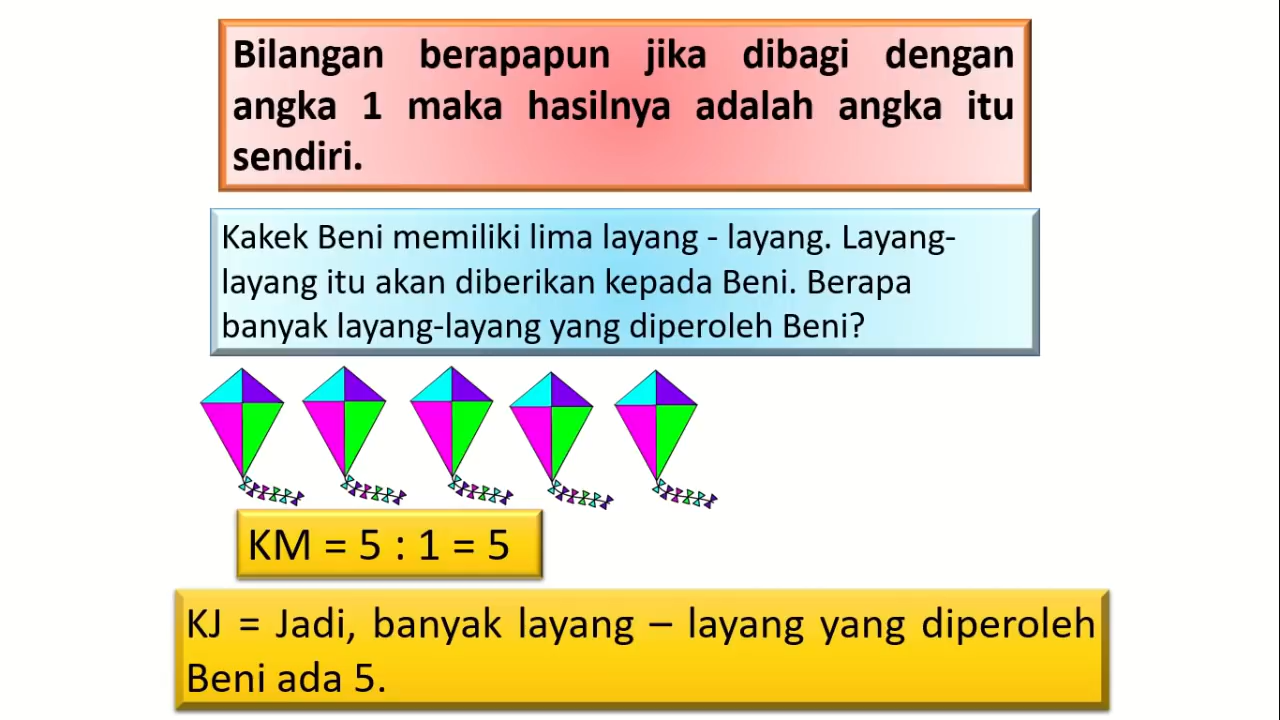 Bilangan berapapun jika dibagi dengan
angka 1 maka hasilnya adalah angka itu
sendiri.
Kakek Beni memiliki lima layang - layang. Layang-
layang itu akan diberikan kepada Beni. Berapa
banyak layang-layang yang diperoleh Beni?
KM = 5 : 1 = 5
KJ = Jadi, banyak layang – layang yang diperoleh
Beni ada 5.